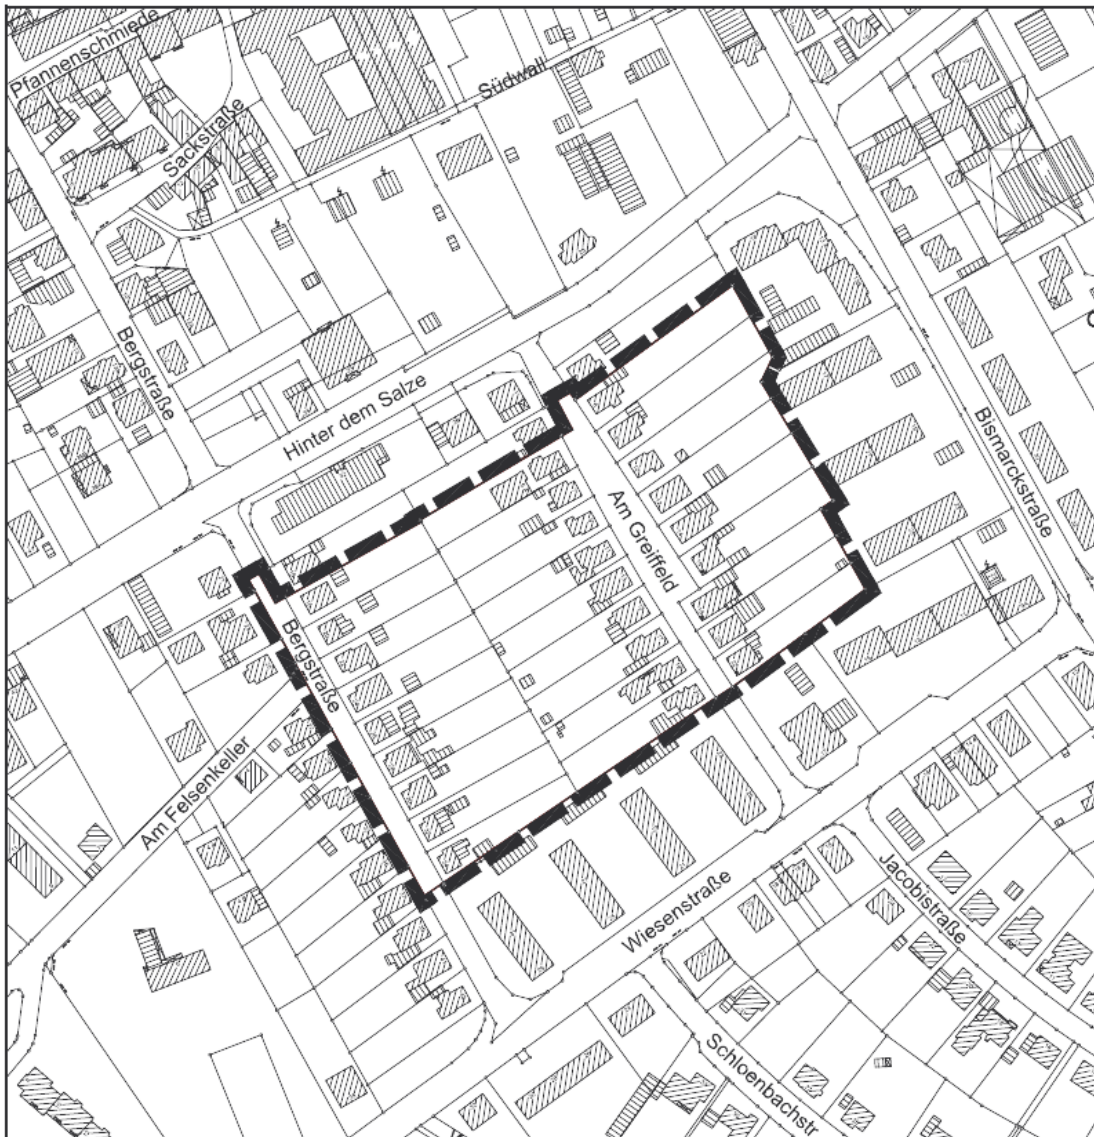 Pfannenschmiede
Südwall
Sackstraße
Bergstraße
Hinter dem Salze
Bismarckstraße
Am Greiffeld
Bergstraße
Am Felsenkeller
Wiesenstraße
Jacobistraße
Schloenbachstr